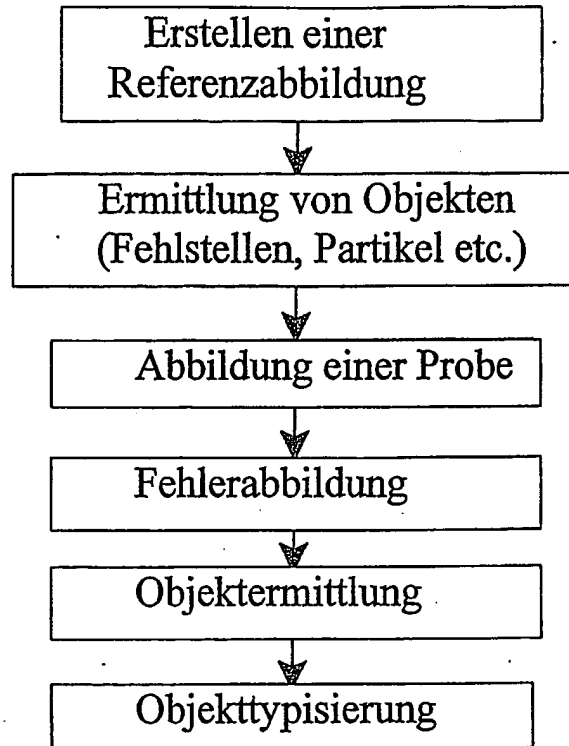 Erstellen einer
Referenzabbildung
Ermittlung von Objekten
(Fehlstellen, Partikel etc.)
Abbildung einer Probe
Fehlerabbildung
Objektermittlung
Objekttypisierung